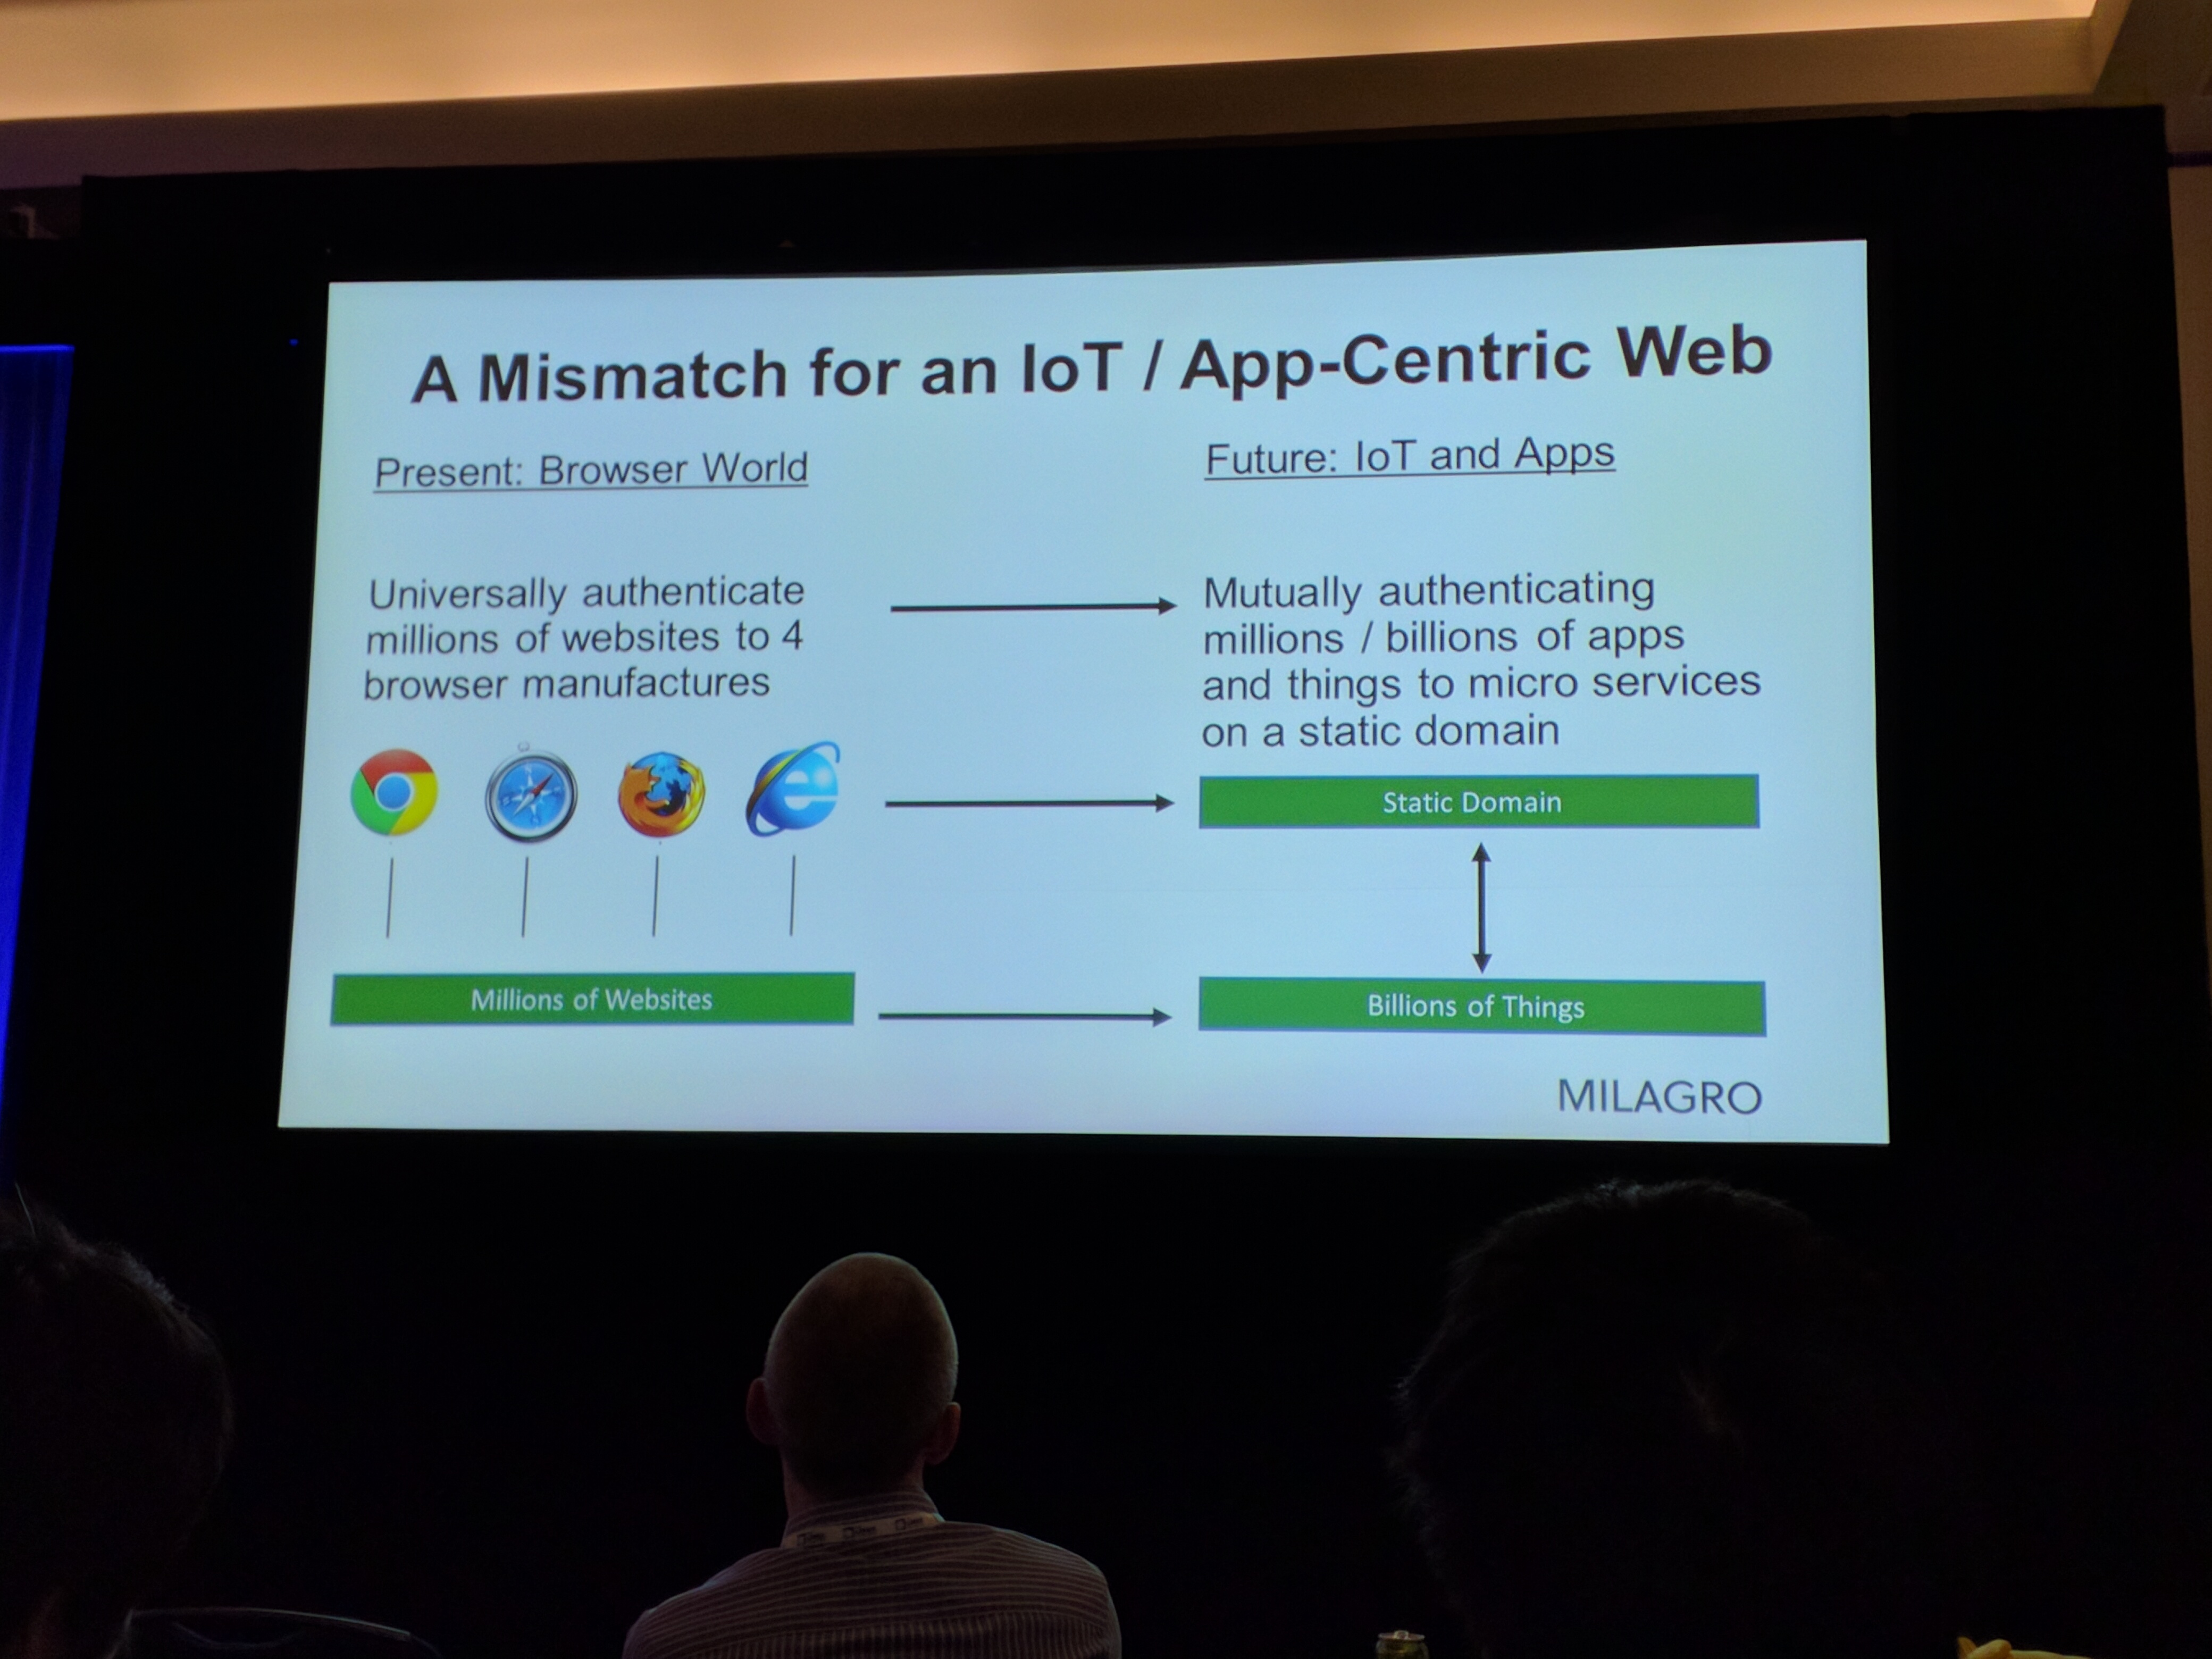 A Mismatch for an IoT / App-Centric Web
Present: Browser World
Future: IoT and Apps
Universally authenticate
millions of websites to 4
browser manufactures
Mutually authenticating
millions / billions of apps
and things to micro services
on a static domain
Static Domain
Millions of Websites
Billions of Things
MILAGRO